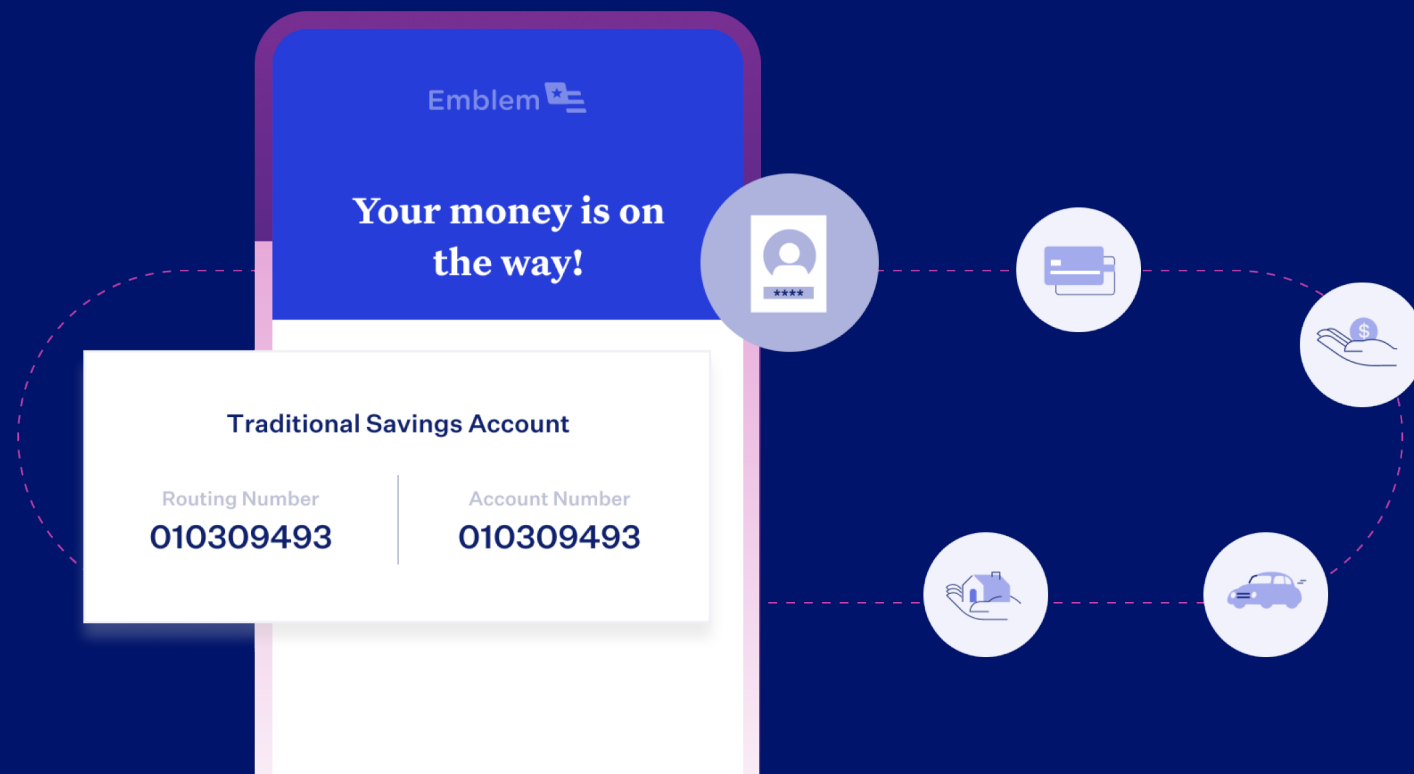 Emblem
Your money is on
the way!
****
$
Traditional Savings Account
Routing Number
Account Number
010309493
010309493